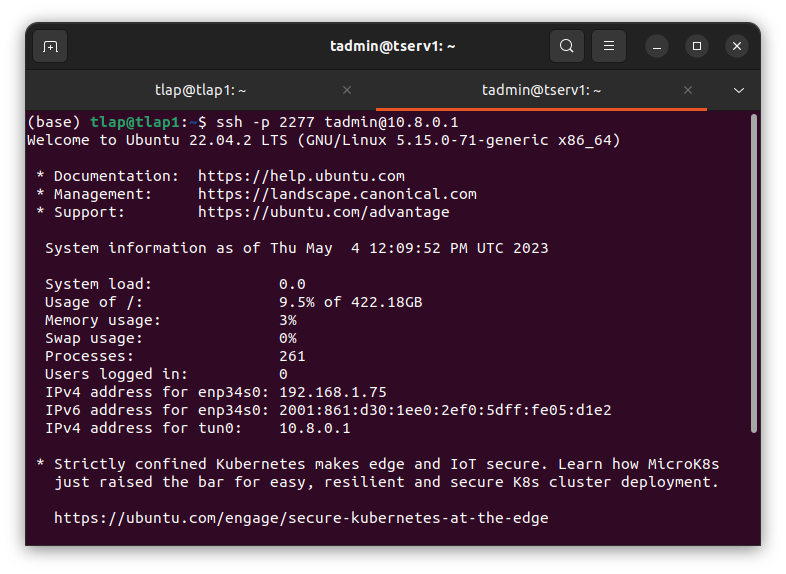 tadmin@tserv1: ~
tlap@tlap1: ~
tadmin@tserv1: ~
(base) tlap@tlap1:~$ ssh -p 2277 tadmin@10.8.0.1
Welcome to Ubuntu 22.04.2 LTS (GNU/Linux 5.15.0-71-generic x86_64)
* Documentation:  https://help.ubuntu.com
* Management:     https://landscape.canonical.com
* Support:        https://ubuntu.com/advantage
System information as of Thu May  4 12:09:52 PM UTC 2023
System load:              0.0
Usage of /:               9.5% of 422.18GB
Memory usage:             3%
Swap usage:               0%
Processes:                261
Users logged in:          0
IPv4 address for enp34s0: 192.168.1.75
IPv6 address for enp34s0: 2001:861:d30:1ee0:2ef0:5dff:fe05:d1e2
IPv4 address for tun0:    10.8.0.1
* Strictly confined Kubernetes makes edge and IoT secure. Learn how MicroK8s
just raised the bar for easy, resilient and secure K8s cluster deployment.
https://ubuntu.com/engage/secure-kubernetes-at-the-edge